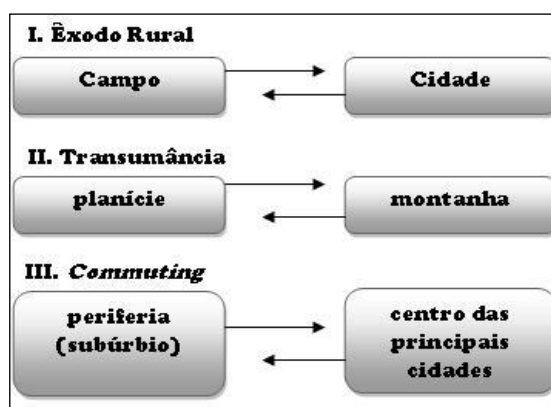 I. Êxodo Rural
Campo
Cidade
II. Transumância
planície
montanha
III. Commuting
periferia
(subúrbio)
centro das
principais
cidades